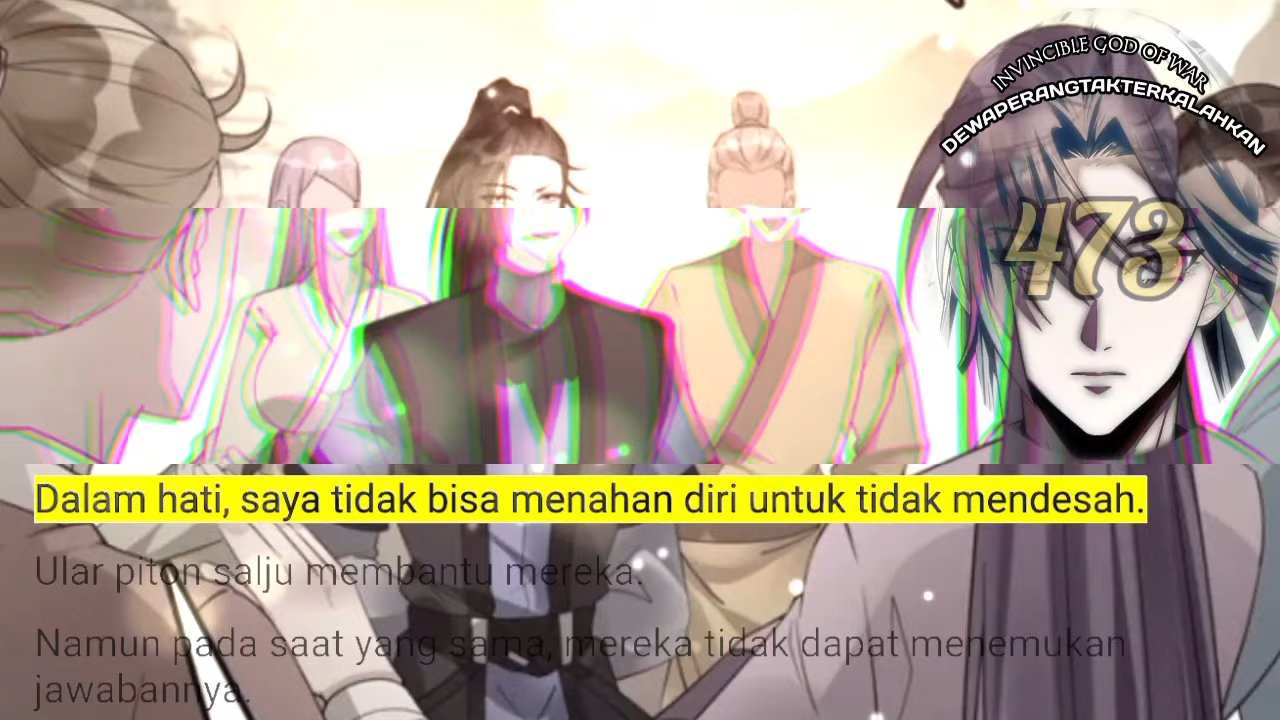 INVINCIBLE GOD OF WAR
DEWAPERANGTAKTERKALAHKAN
473
Dalam hati, saya tidak bisa menahan diri untuk tidak mendesah.
Ular piton salju membantu mereka.
Namun pada saat yang sama, mereka tidak dapat menemukan
jawabannya.